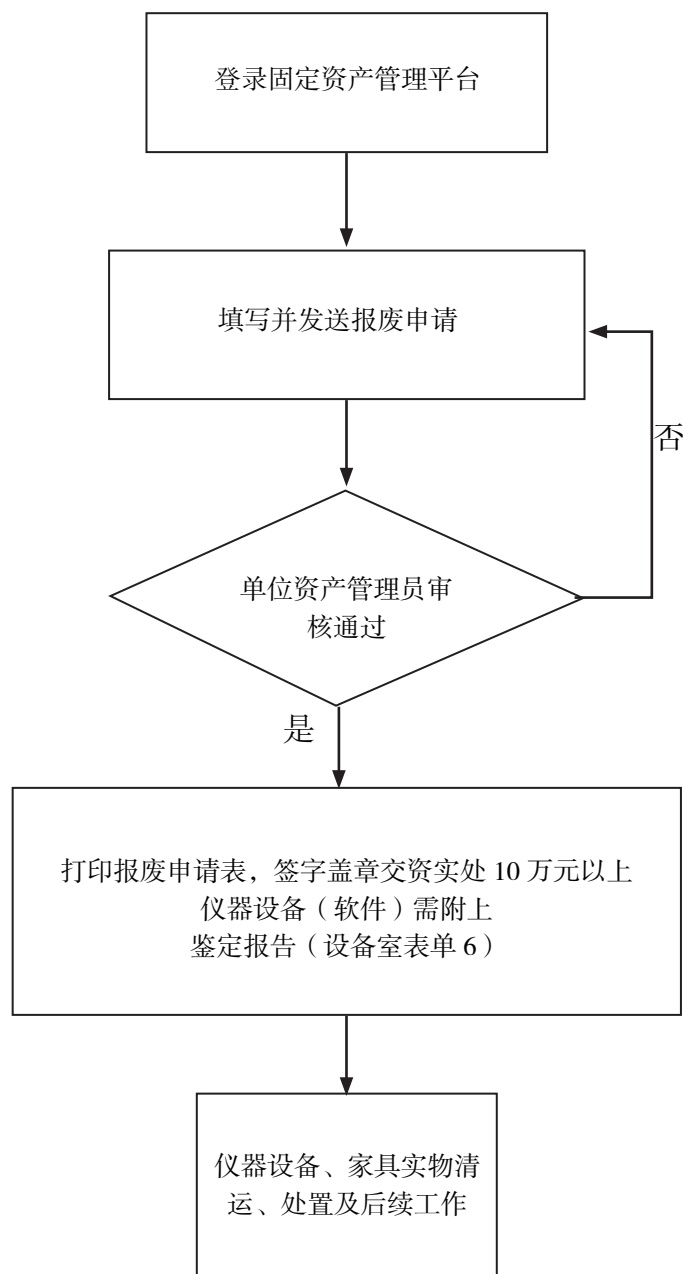 登录固定资产管理平台
填写并发送报废申请
否
单位资产管理员审
核通过
是
打印报废申请表，签字盖章交资实处 10 万元以上
仪器设备（软件）需附上
鉴定报告（设备室表单 6）
仪器设备、家具实物清
运、处置及后续工作